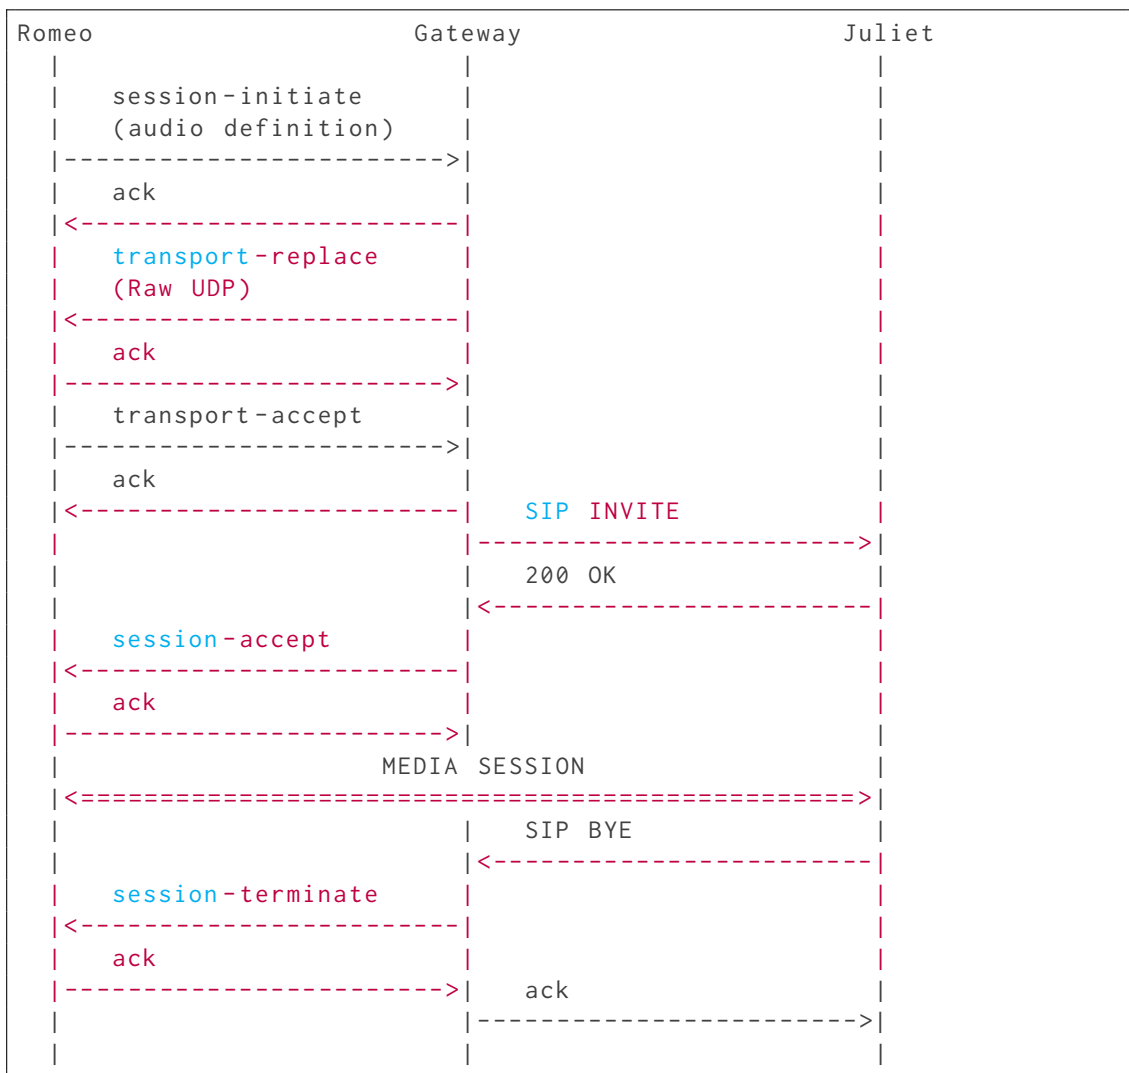 Romeo                    Gateway                    Juliet
  |                         |                         |
  |   session-initiate      |                         |
  |   (audio definition)    |                         |
  |------------------------>|                         |
  |   ack                   |                         |
  |<------------------------|                         |
  |   transport-replace     |                         |
  |   (Raw UDP)             |                         |
  |<------------------------|                         |
  |   ack                   |                         |
  |------------------------>|                         |
  |   transport-accept      |                         |
  |------------------------>|                         |
  |   ack                   |                         |
  |<------------------------|   SIP INVITE            |
  |                         |------------------------>|
  |                         |   200 OK                |
  |                         |<------------------------|
  |   session-accept        |                         |
  |<------------------------|                         |
  |   ack                   |                         |
  |------------------------>|                         |
  |                    MEDIA SESSION                  |
  |<=================================================>|
  |                         |   SIP BYE               |
  |                         |<------------------------|
  |   session-terminate     |                         |
  |<------------------------|                         |
  |   ack                   |                         |
  |------------------------>|   ack                   |
  |                         |------------------------>|
  |                         |                         |